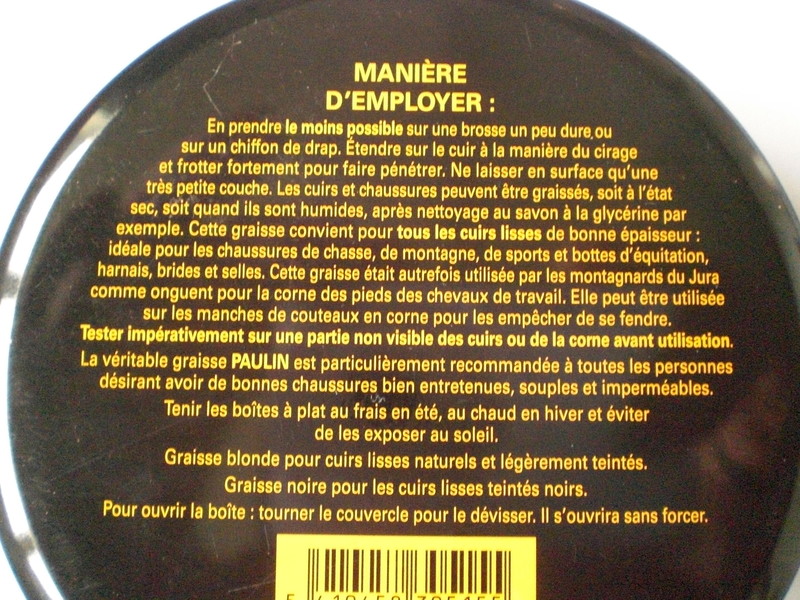 MANIÈRE
D'EMPLOYER :
En prendre le moins possible sur une brosse un peu dure, ou
sur un chiffon de drap. Étendre sur le cuir à la manière du cirage
et frotter fortement pour faire pénétrer. Ne laisser en surface qu'une
très petite couche. Les cuirs et chaussures peuvent être graissés, soit à l'état
sec, soit quand ils sont humides, après nettoyage au savon à la glycérine par
exemple. Cette graisse convient pour tous les cuirs lisses de bonne épaisseur :
idéale pour les chaussures de chasse, de montagne, de sports et bottes d'équitation,
harnais, brides et selles. Cette graisse était autrefois utilisée par les montagnards du Jura
comme onguent pour la corne des pieds des chevaux de travail. Elle peut être utilisée
sur les manches de couteaux en corne pour les empêcher de se fendre.
Tester impérativement sur une partie non visible des cuirs ou de la corne avant utilisation.
La véritable graisse PAULIN est particulièrement recommandée à toutes les personnes
désirant avoir de bonnes chaussures bien entretenues, souples et imperméables.
Tenir les boîtes à plat au frais en été, au chaud en hiver et éviter
de les exposer au soleil.
Graisse blonde pour cuirs lisses naturels et légèrement teintés.
Graisse noire pour les cuirs lisses teintés noirs.
Pour ouvrir la boîte : tourner le couvercle pour le dévisser. Il s'ouvrira sans forcer.